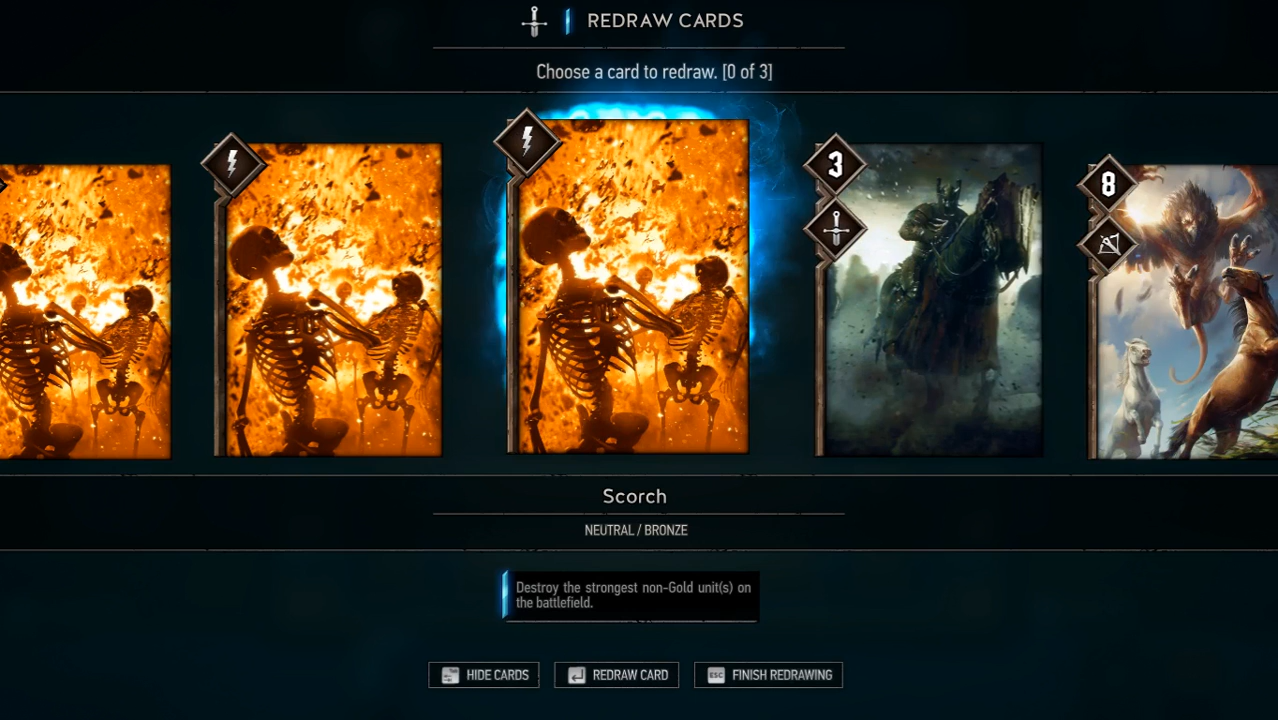 REDRAW CARDS
Choose a card to redraw. [0 of 3]
3
8
Scorch
NEUTRAL / BRONZE
Destroy the strongest non-Gold unit(s) on
the battlefield.
HIDE CARDS
REDRAW CARD
ESC FINISH REDRAWING